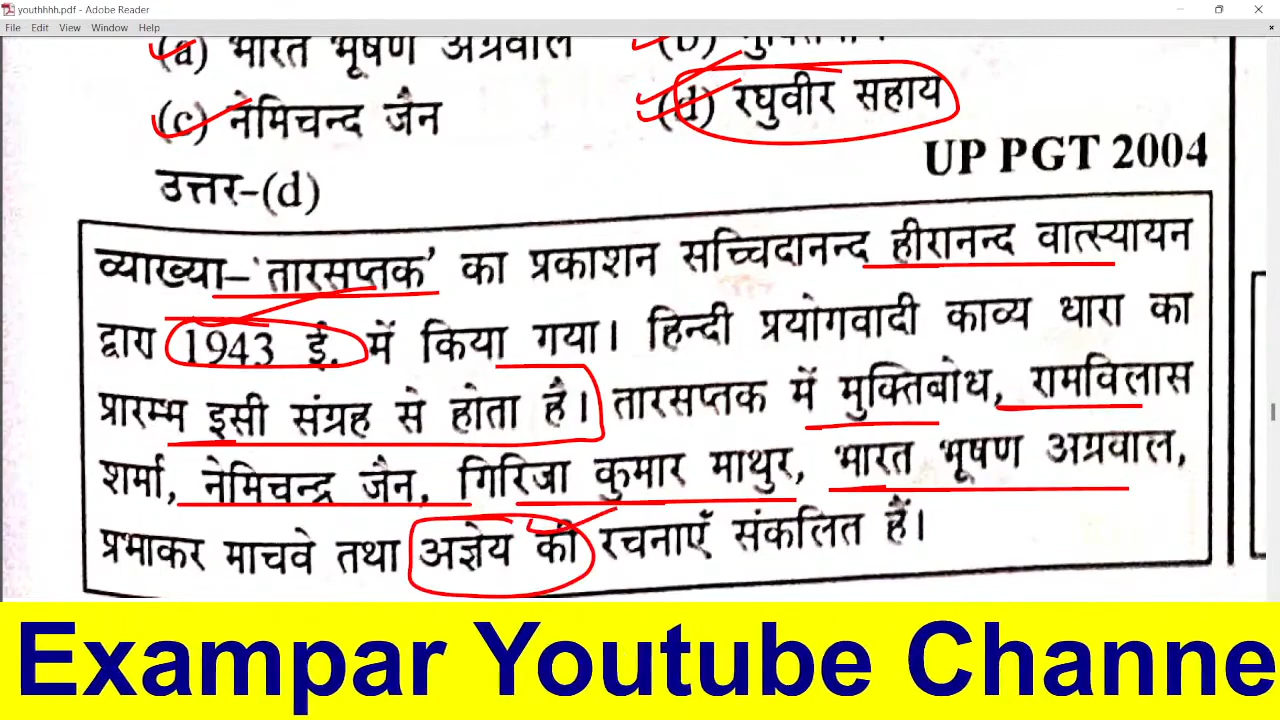 youthhhh.pdf - Adobe Reader
File Edit View Window Help
(a) भारत भूषण अग्रवाल (b)
(c) नेमिचन्द जैन (d) रघुवीर सहाय
उत्तर–(d) UP PGT 2004
व्याख्या– 'तारसप्तक' का प्रकाशन सच्चिदानन्द हीरानन्द वात्स्यायन
द्वारा 1943 ई. में किया गया। हिन्दी प्रयोगवादी काव्य धारा का
प्रारम्भ इसी संग्रह से होता है। तारसप्तक में मुक्तिबोध, रामविलास
शर्मा, नेमिचन्द्र जैन, गिरिजा कुमार माथुर, भारत भूषण अग्रवाल,
प्रभाकर माचवे तथा अज्ञेय की रचनाएँ संकलित हैं।
Exampar Youtube Channe